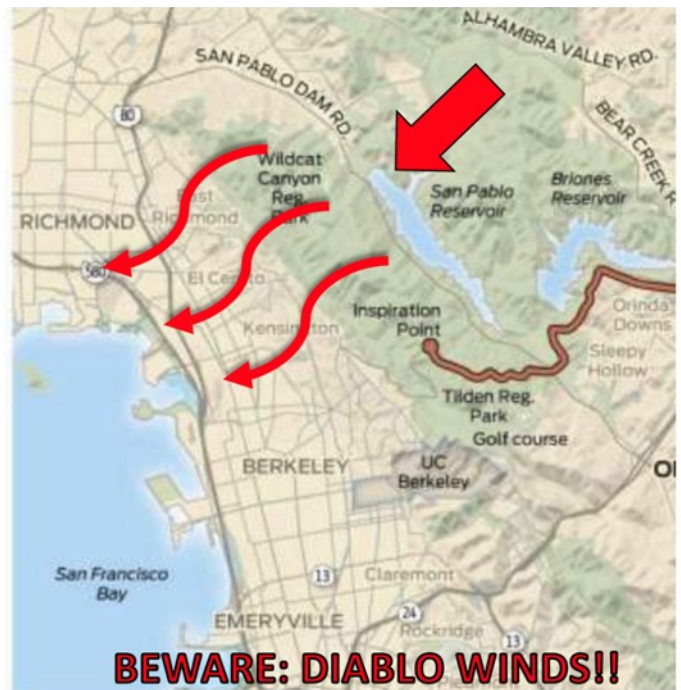 ALHAMBRA VALLEY RD.
SAN PABLO DAM RD.
BEAR CREEK R
80
Wildcat
Canyon
Reg.
Park
San Pablo
Reservoir
Briones
Reservoir
East
Richmond
RICHMOND
580
El Cerrito
Kensington
Inspiration
Point
Orinda
Downs
Sleepy
Hollow
Tilden Reg.
Park
Golf course
BERKELEY
UC
Berkeley
San Francisco
Bay
13
Claremont
EMERYVILLE
24
Rockridge
13
BEWARE: DIABLO WINDS!!